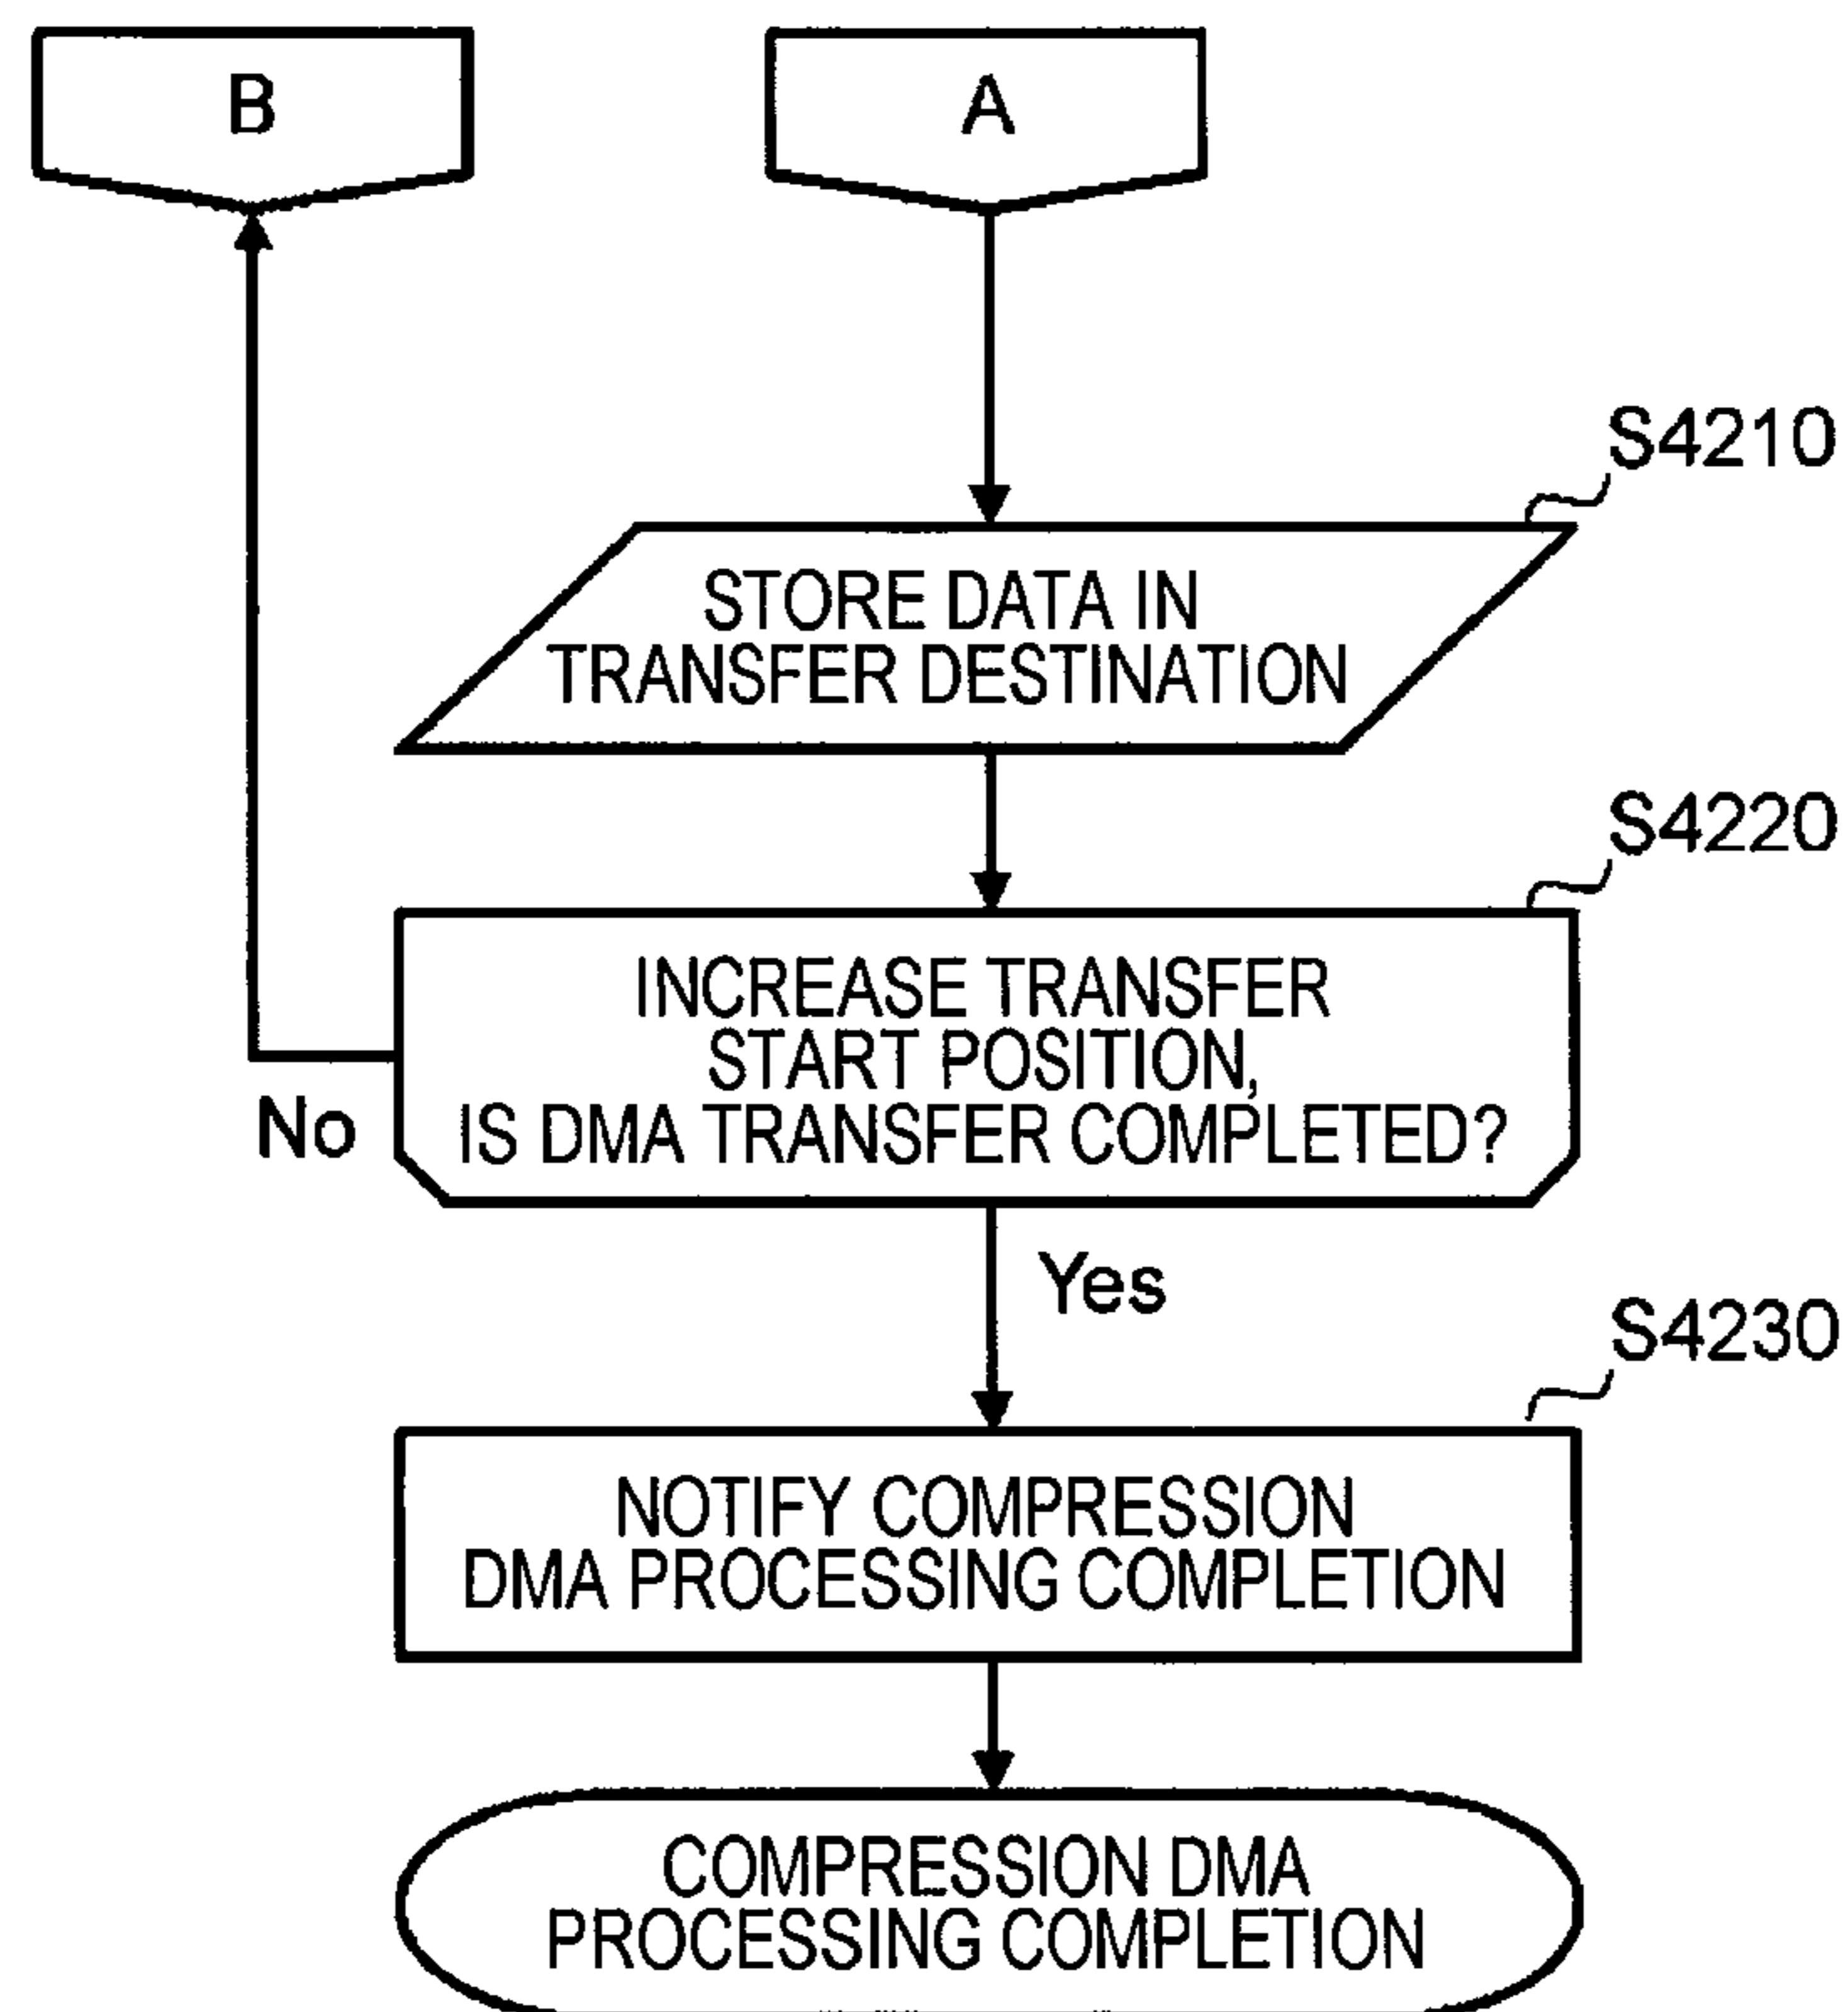 B
A
S4210
STORE DATA IN
TRANSFER DESTINATION
S4220
INCREASE TRANSFER
START POSITION,
IS DMA TRANSFER COMPLETED?
No
Yes
S4230
NOTIFY COMPRESSION
DMA PROCESSING COMPLETION
COMPRESSION DMA
PROCESSING COMPLETION